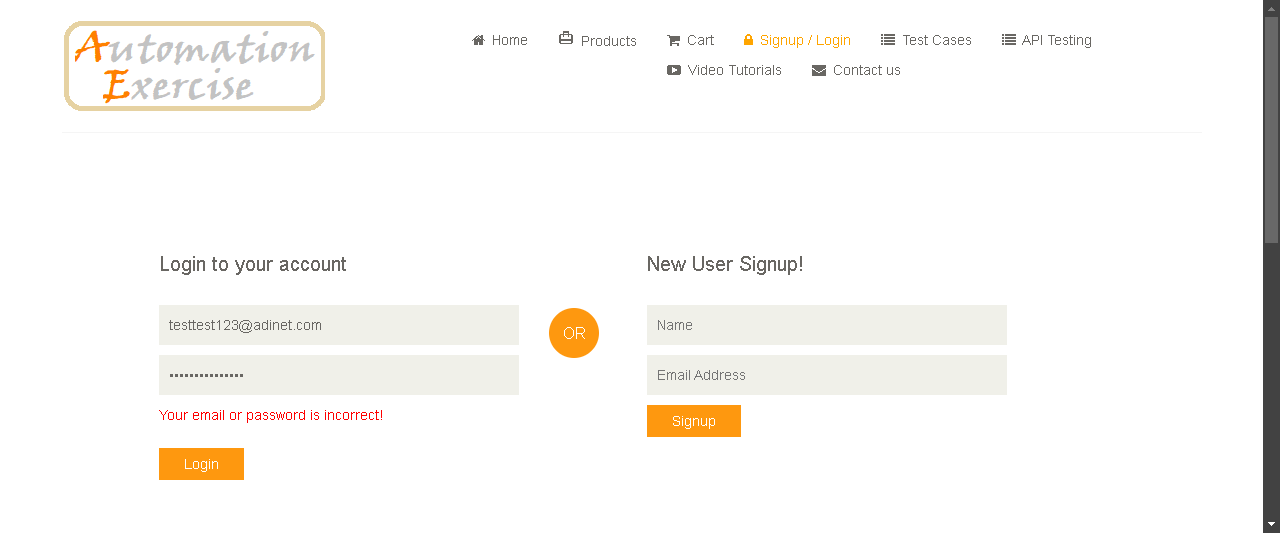 Automation
Exercise
Home
Products
Cart
Signup / Login
Test Cases
API Testing
Video Tutorials
Contact us
Login to your account
New User Signup!
testtest123@adinet.com
OR
Name
•••••••••••••••
Email Address
Your email or password is incorrect!
Signup
Login